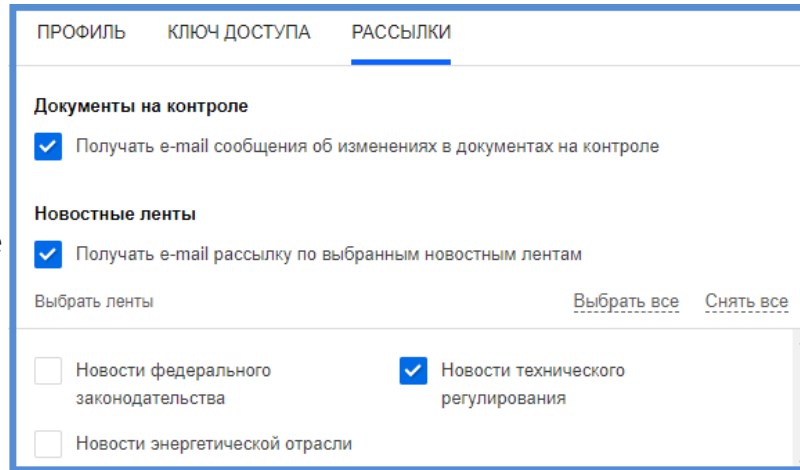 ПРОФИЛЬ КЛЮЧ ДОСТУПА РАССЫЛКИ
Документы на контроле
Получать e-mail сообщения об изменениях в документах на контроле
Новостные ленты
Получать e-mail рассылку по выбранным новостным лентам
Выбрать ленты Выбрать все Снять все
Новости федерального
законодательства
Новости технического
регулирования
Новости энергетической отрасли